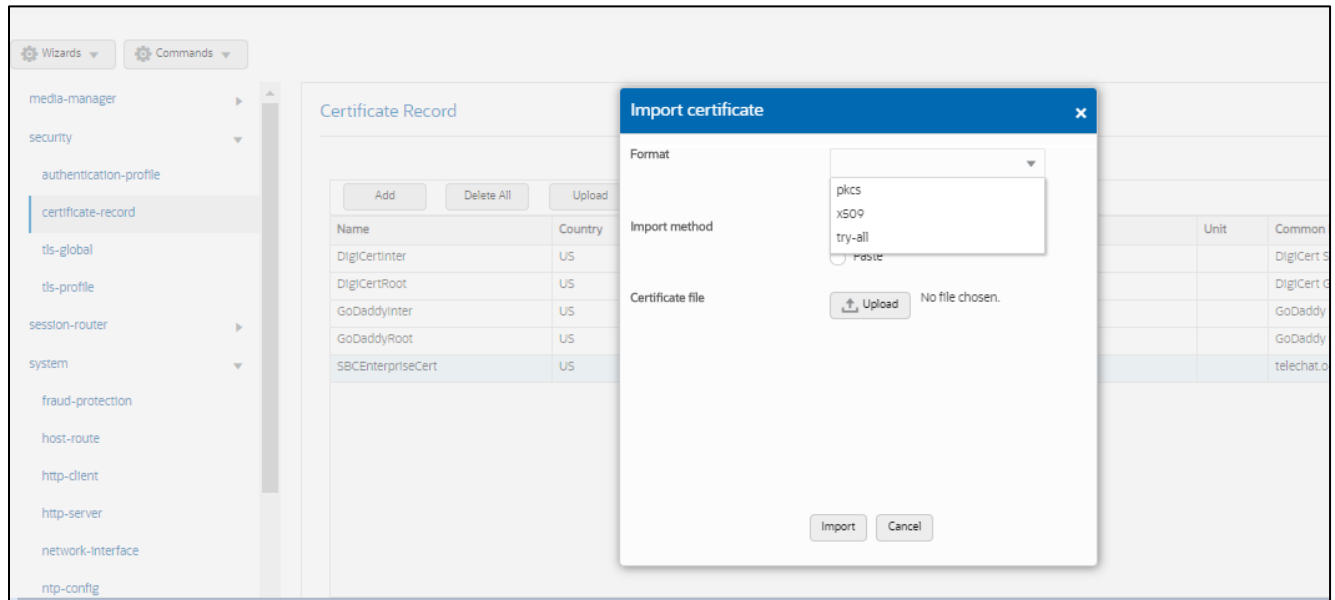 Wizards Commands
media-manager
security
authentication-profile
certificate-record
tls-global
tls-profile
session-router
system
fraud-protection
host-route
http-client
http-server
network-interface
ntp-config
Certificate Record
Add Delete All Upload
Name Country Unit Common
DigiCertInter US DigiCert S
DigiCertRoot US DigiCert G
GoDaddyInter US GoDaddy
GoDaddyRoot US GoDaddy
SBCEnterpriseCert US telechat.o
Import certificate ×
Format
pkcs
x509
try-all
Import method
Paste
Certificate file Upload No file chosen.
Import Cancel